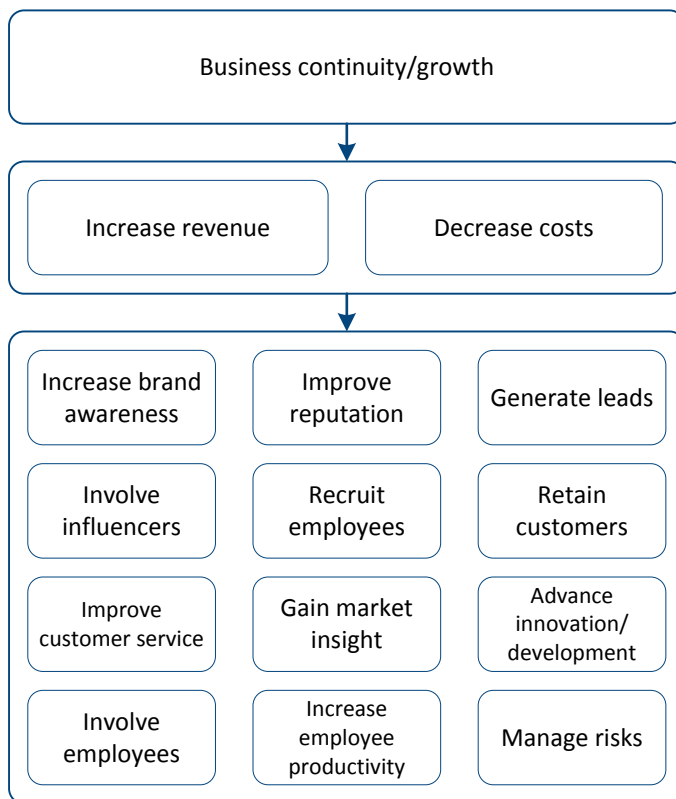 Business continuity/growth
Increase revenue
Decrease costs
Increase brand
awareness
Improve
reputation
Generate leads
Involve
influencers
Recruit
employees
Retain
customers
Improve
customer service
Gain market
insight
Advance
innovation/
development
Involve
employees
Increase
employee
productivity
Manage risks